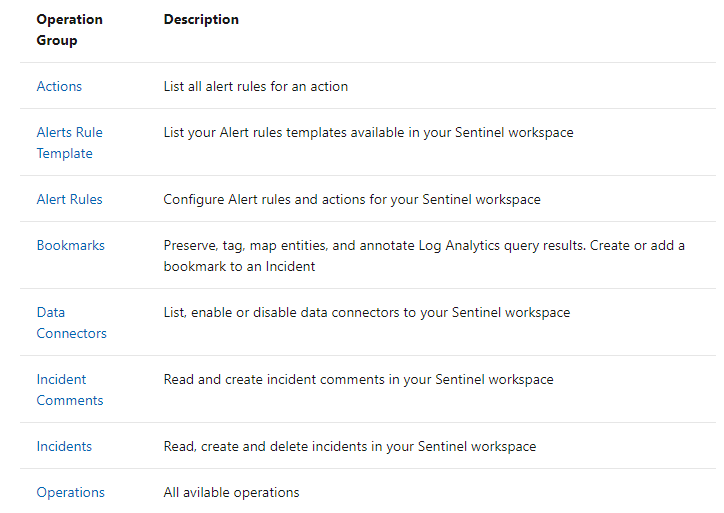 Operation Description
Group
Actions List all alert rules for an action
Alerts Rule List your Alert rules templates available in your Sentinel workspace
Template
Alert Rules Configure Alert rules and actions for your Sentinel workspace
Bookmarks Preserve, tag, map entities, and annotate Log Analytics query results. Create or add a
bookmark to an Incident
Data List, enable or disable data connectors to your Sentinel workspace
Connectors
Incident Read and create incident comments in your Sentinel workspace
Comments
Incidents Read, create and delete incidents in your Sentinel workspace
Operations All avilable operations